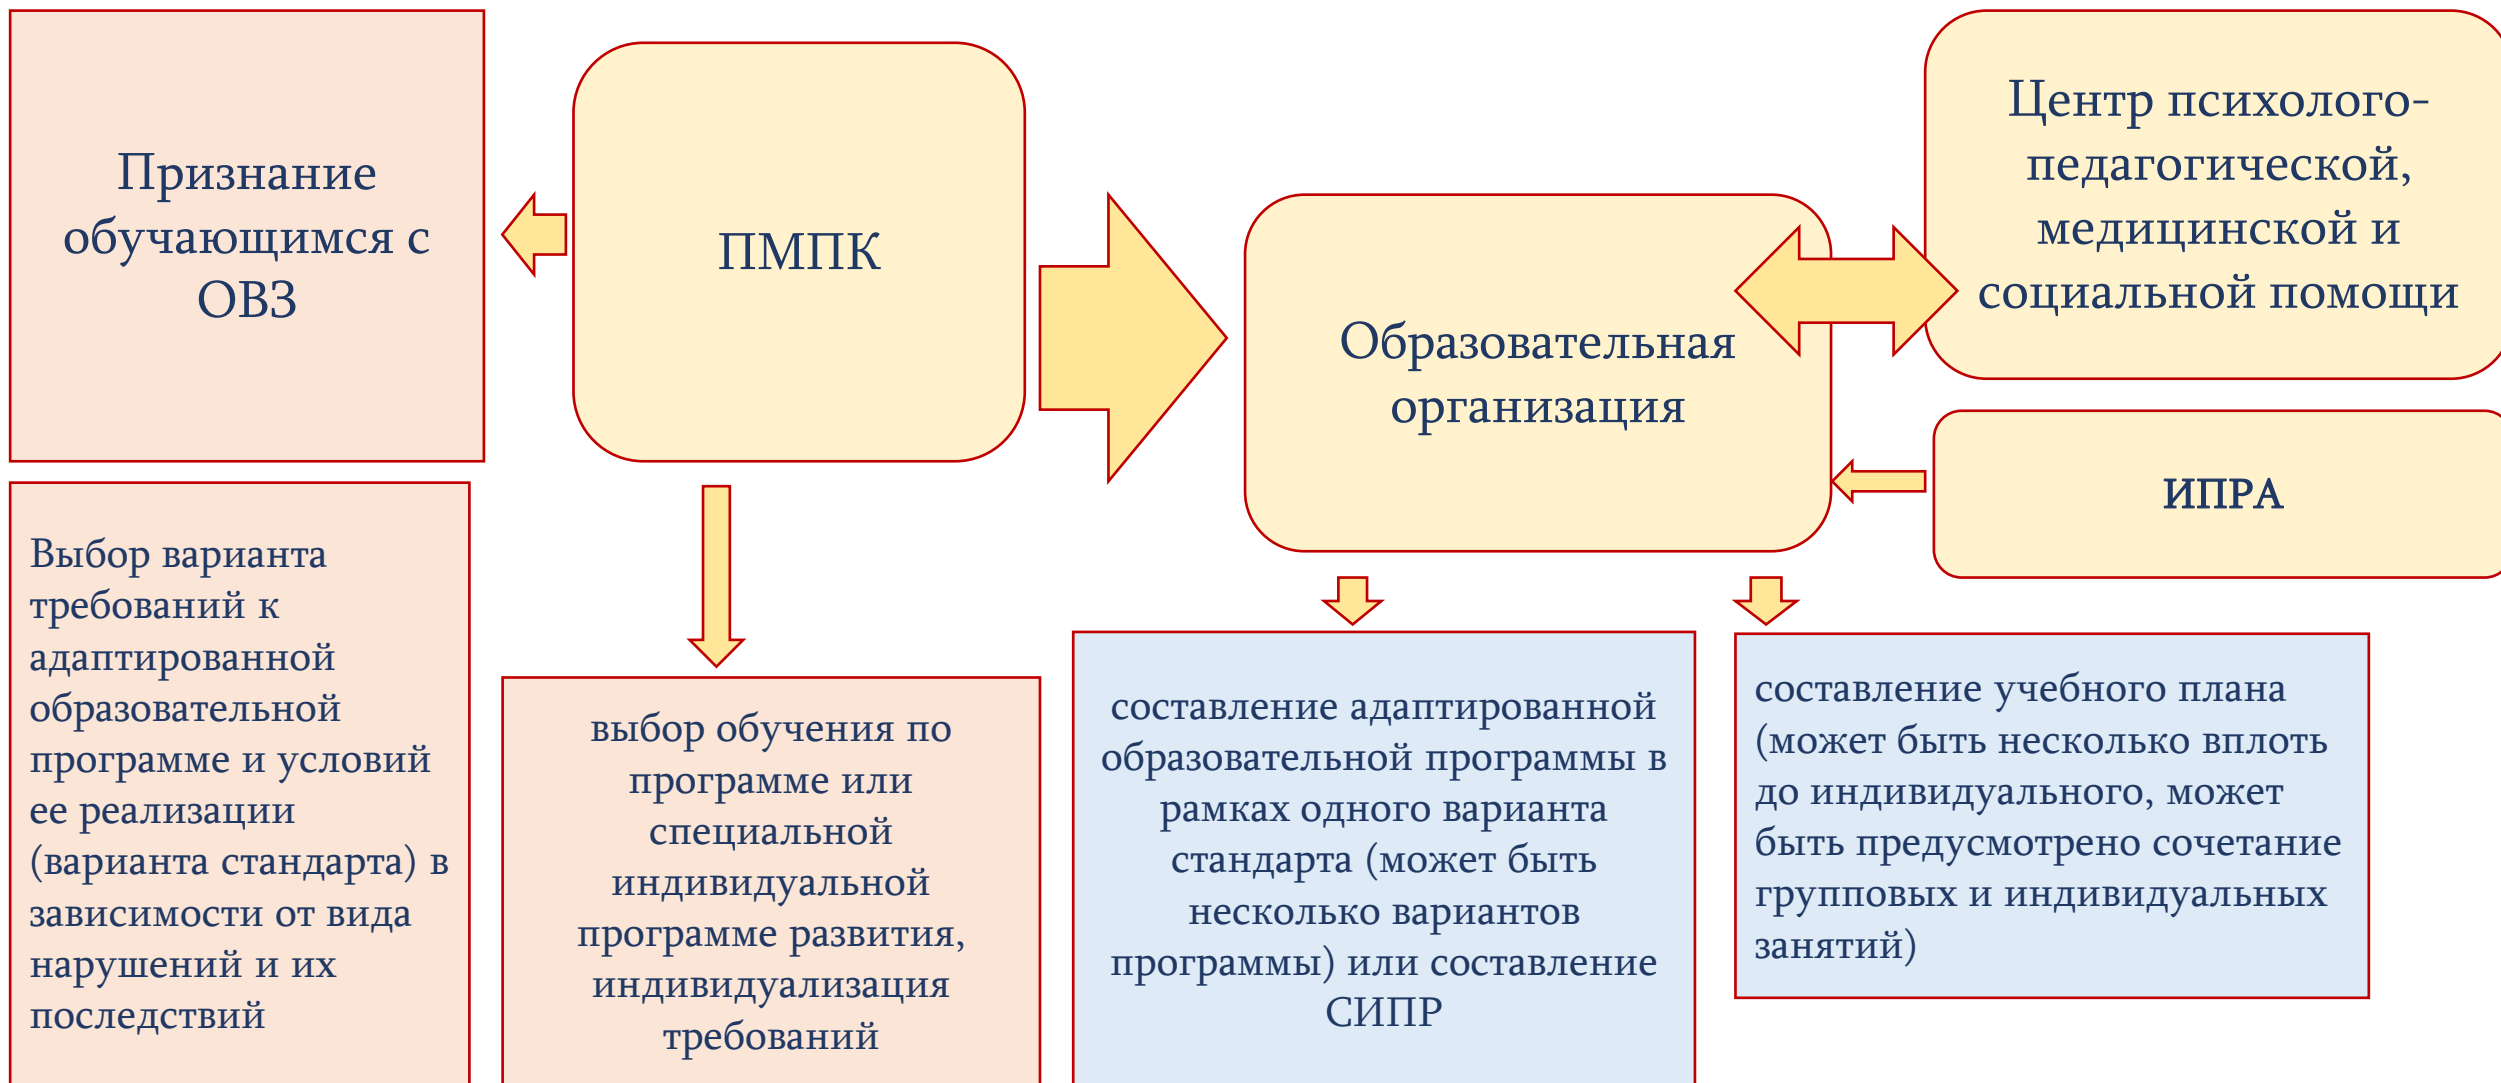 Признание
обучающимся с
ОВЗ
ПМПК
Образовательная
организация
Центр психолого-
педагогической,
медицинской и
социальной помощи
ИПРА
Выбор варианта
требований к
адаптированной
образовательной
программе и условий
ее реализации
(варианта стандарта) в
зависимости от вида
нарушений и их
последствий
выбор обучения по
программе или
специальной
индивидуальной
программе развития,
индивидуализация
требований
составление адаптированной
образовательной программы в
рамках одного варианта
стандарта (может быть
несколько вариантов
программы) или составление
СИПР
составление учебного плана
(может быть несколько вплоть
до индивидуального, может
быть предусмотрено сочетание
групповых и индивидуальных
занятий)